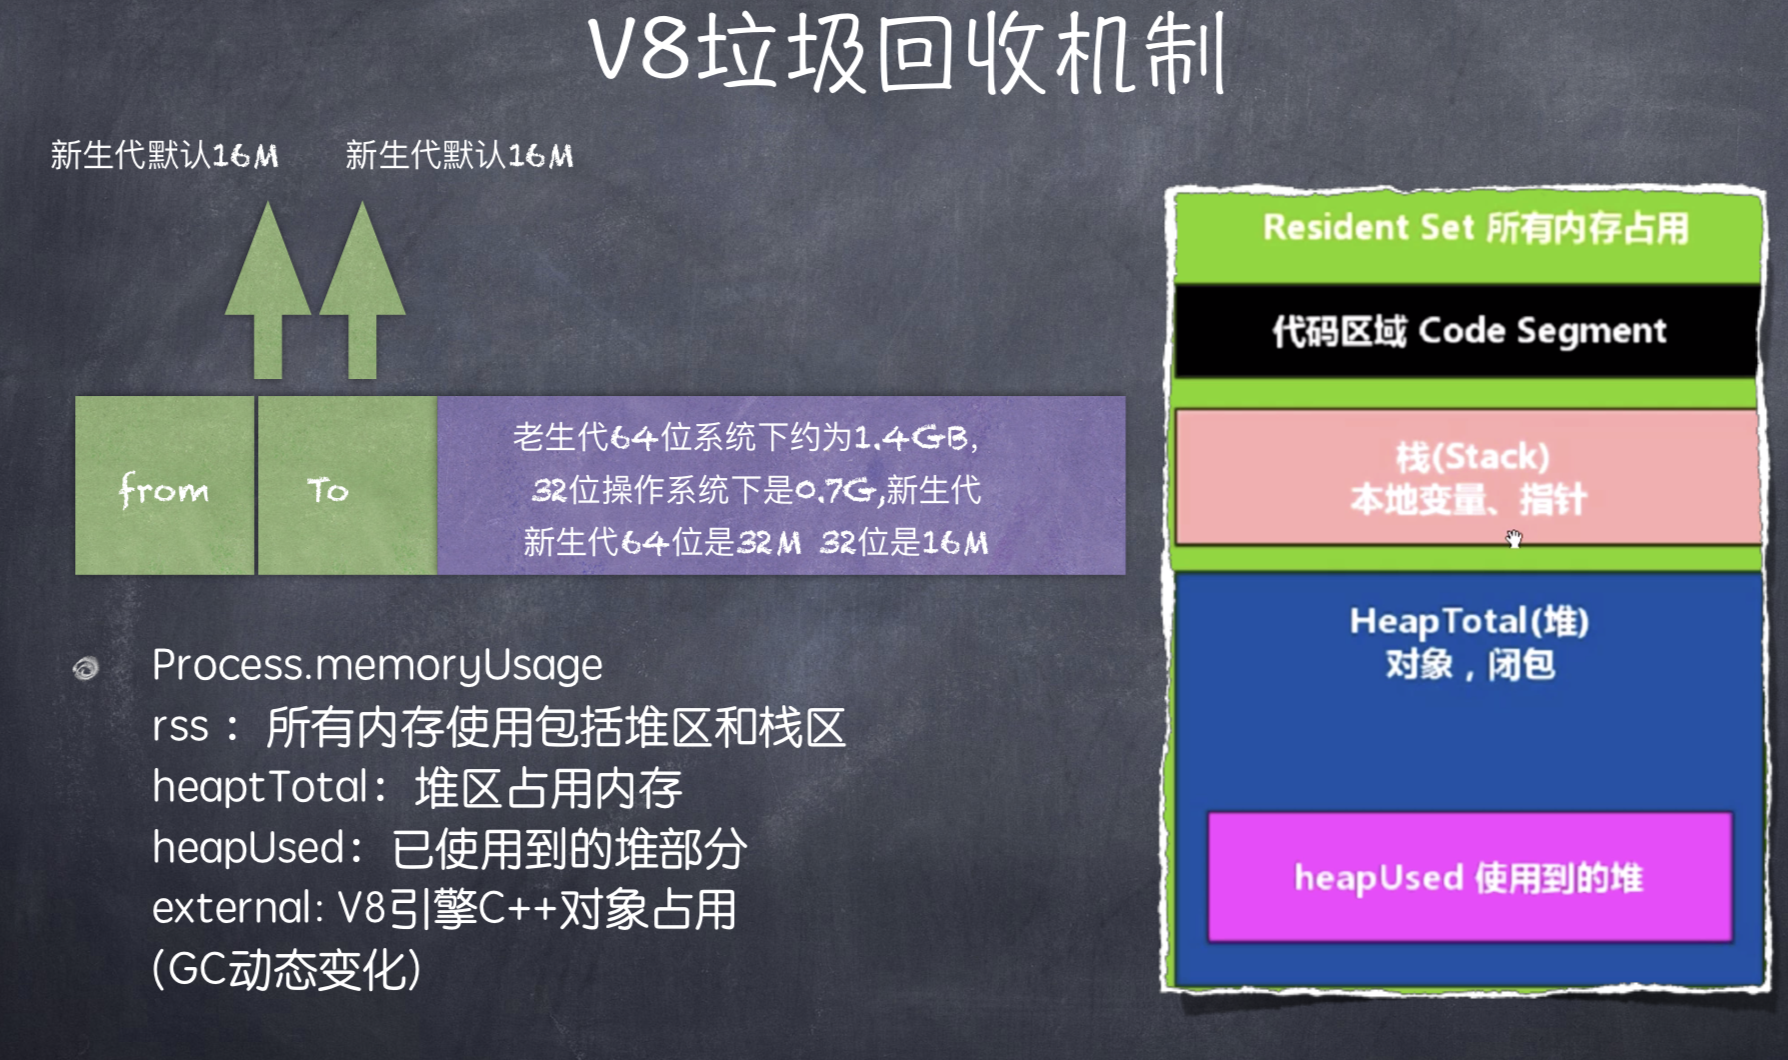 V8垃圾回收机制
新生代默认16M
新生代默认16M
from
To
老生代64位系统下约为1.4GB,
32位操作系统下是0.7G,新生代
新生代64位是32M 32位是16M
Process.memoryUsage
rss：所有内存使用包括堆区和栈区
heaptTotal：堆区占用内存
heapUsed：已使用到的堆部分
external: V8引擎C++对象占用
(GC动态变化)
Resident Set 所有内存占用
代码区域 Code Segment
栈(Stack)
本地变量、指针
HeapTotal(堆)
对象，闭包
heapUsed 使用到的堆